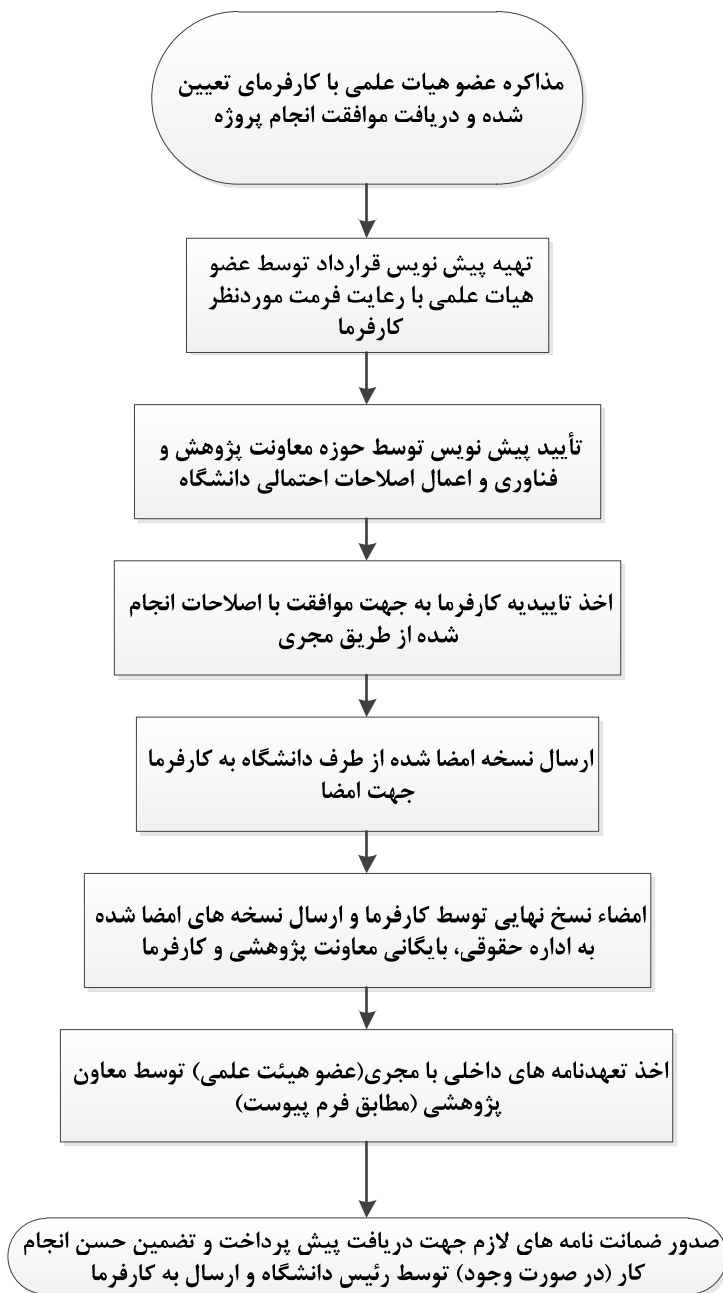 مذاکره عضو هیات علمی با کارفرمای تعیین
شده و دریافت موافقت انجام پروژه
تهیه پیش نویس قرارداد توسط عضو
هیات علمی با رعایت فرمت موردنظر
کارفرما
تأیید پیش نویس توسط حوزه معاونت پژوهش و
فناوری و اعمال اصلاحات احتمالی دانشگاه
اخذ تاییدیه کارفرما به جهت موافقت با اصلاحات انجام
شده از طریق مجری
ارسال نسخه امضا شده از طرف دانشگاه به کارفرما
جهت امضا
امضاء نسخ نهایی توسط کارفرما و ارسال نسخه های امضا شده
به اداره حقوقی، بایگانی معاونت پژوهشی و کارفرما
اخذ تعهدنامه های داخلی با مجری(عضو هیئت علمی) توسط معاون
پژوهشی (مطابق فرم پیوست)
صدور ضمانت نامه های لازم جهت دریافت پیش پرداخت و تضمین حسن انجام
کار (در صورت وجود) توسط رئیس دانشگاه و ارسال به کارفرما